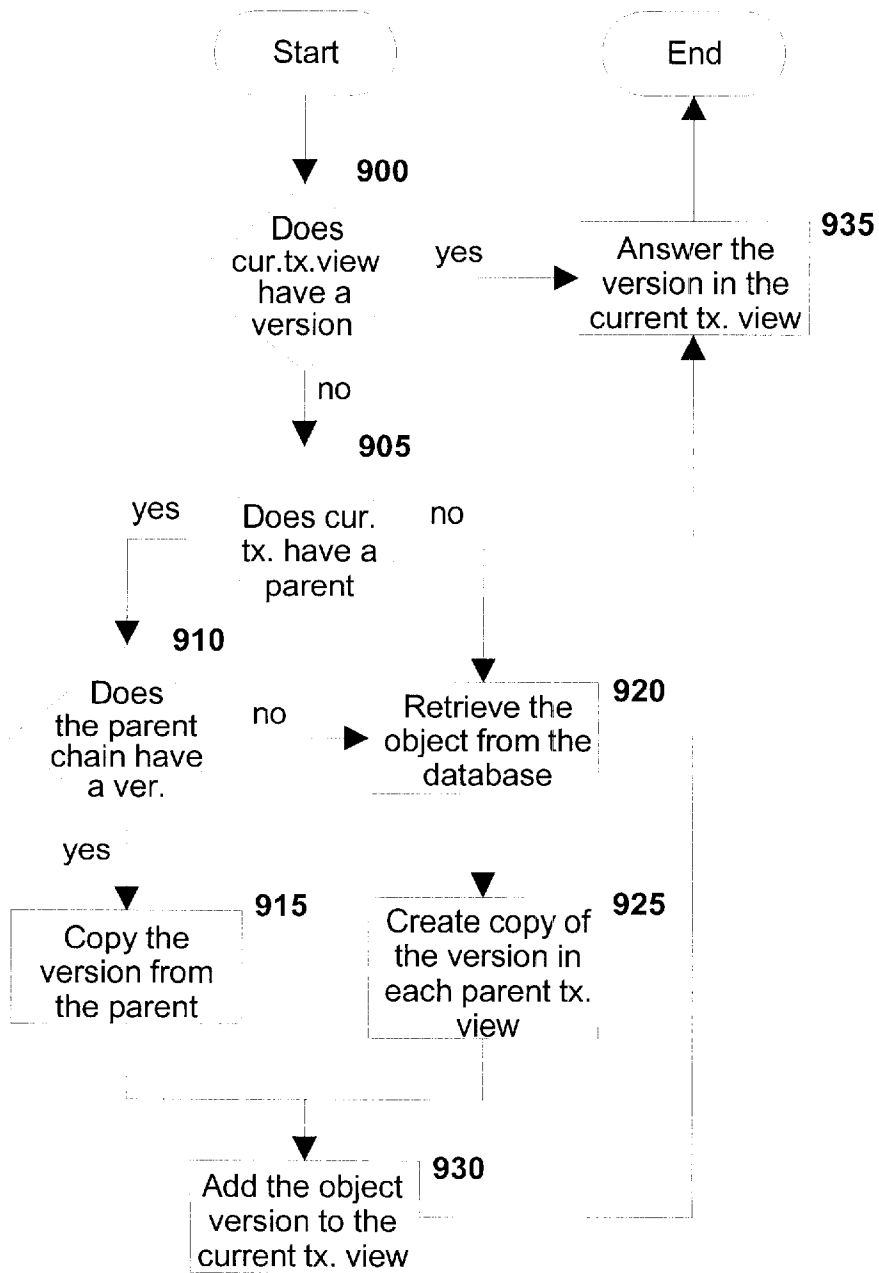 Start
End
900
Does
cur.tx.view
have a
version
yes
935
Answer the
version in the
current tx. view
no
905
yes
Does cur.
tx. have a
parent
no
910
Does
the parent
chain have
a ver.
no
920
Retrieve the
object from the
database
yes
915
Copy the
version from
the parent
925
Create copy of
the version in
each parent tx.
view
930
Add the object
version to the
current tx. view